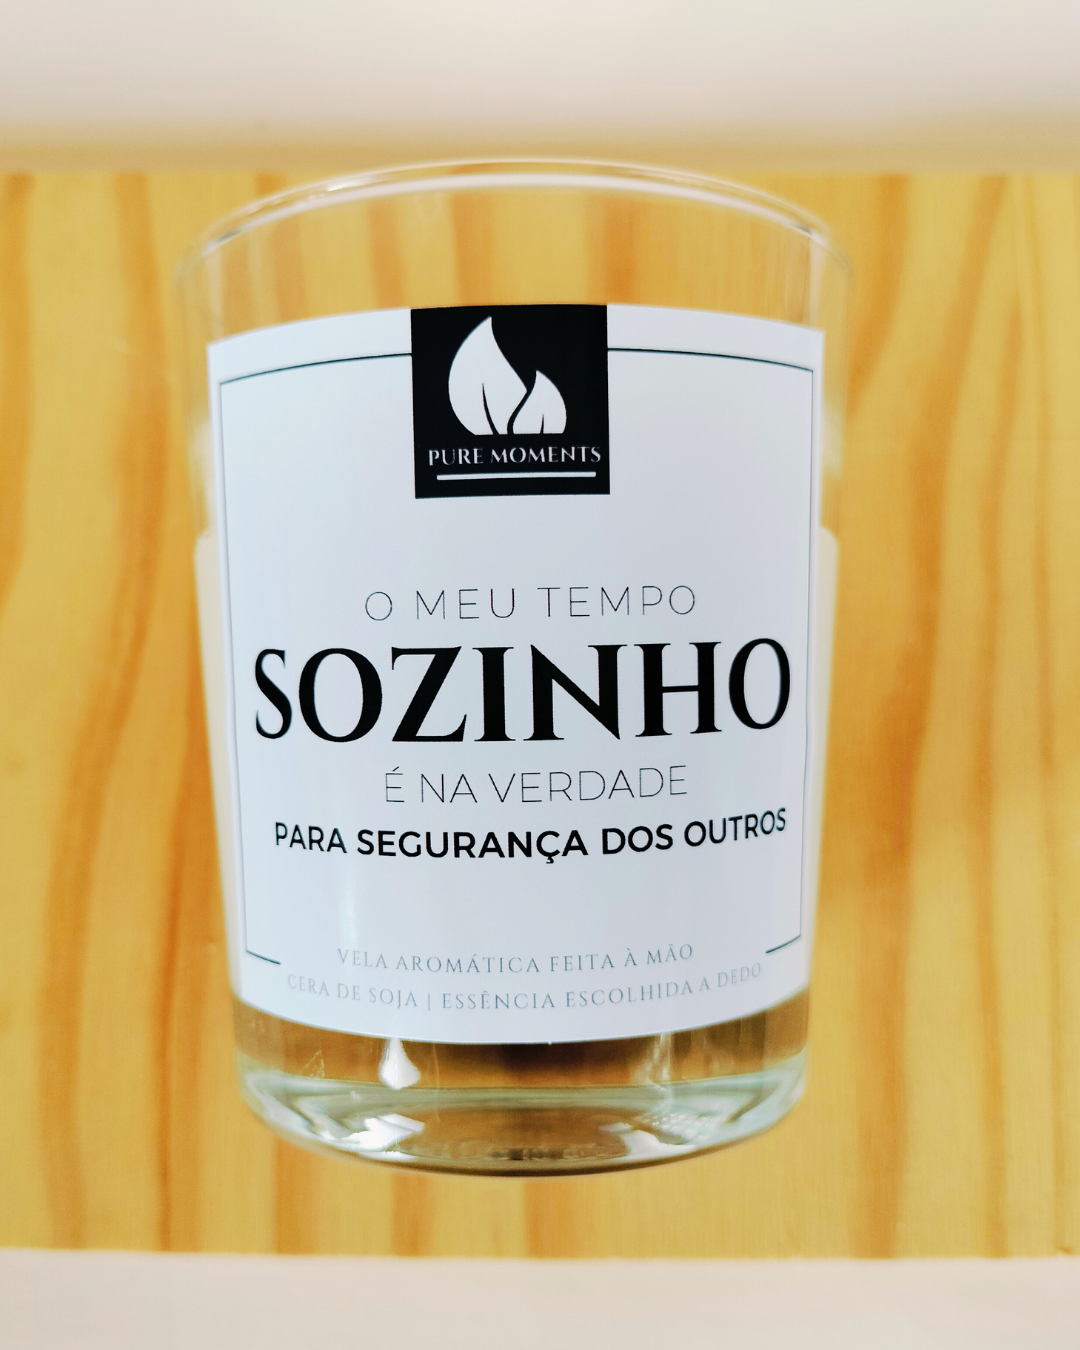 PURE MOMENTS
O MEU TEMPO
SOZINHO
É NA VERDADE
PARA SEGURANÇA DOS OUTROS
VELA AROMÁTICA FEITA À MÃO
CERA DE SOJA | ESSÊNCIA ESCOLHIDA A DEDO